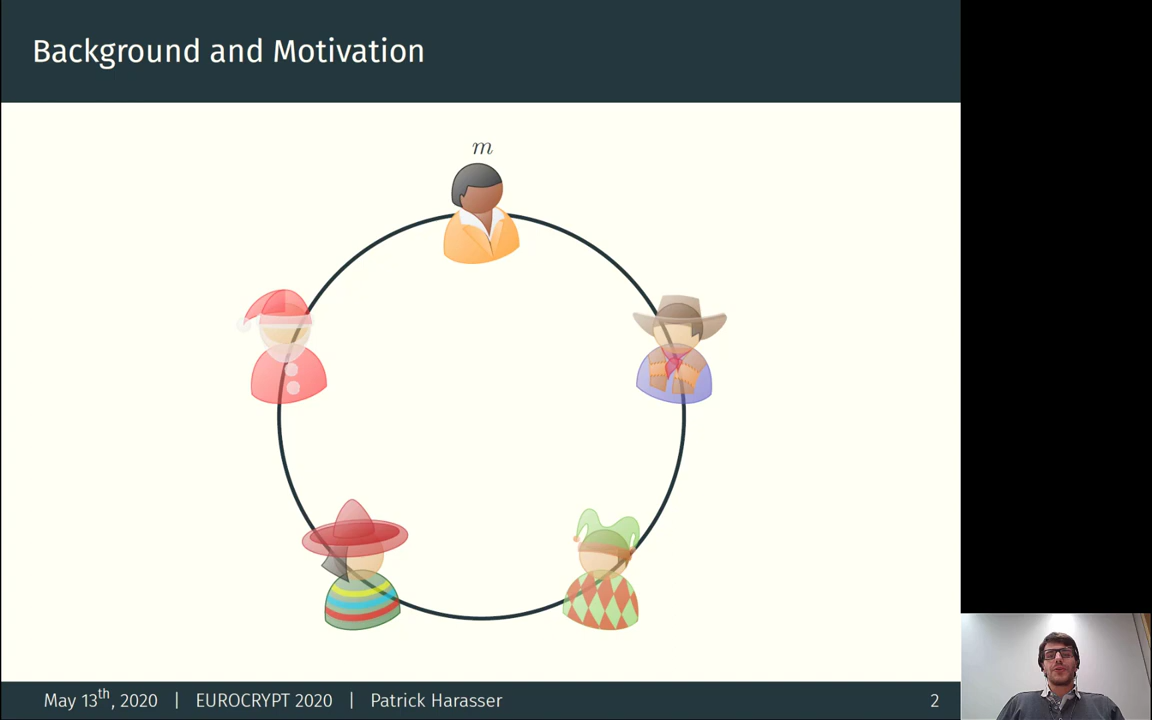 Background and Motivation
m
May 13th, 2020 | EUROCRYPT 2020 | Patrick Harasser 2